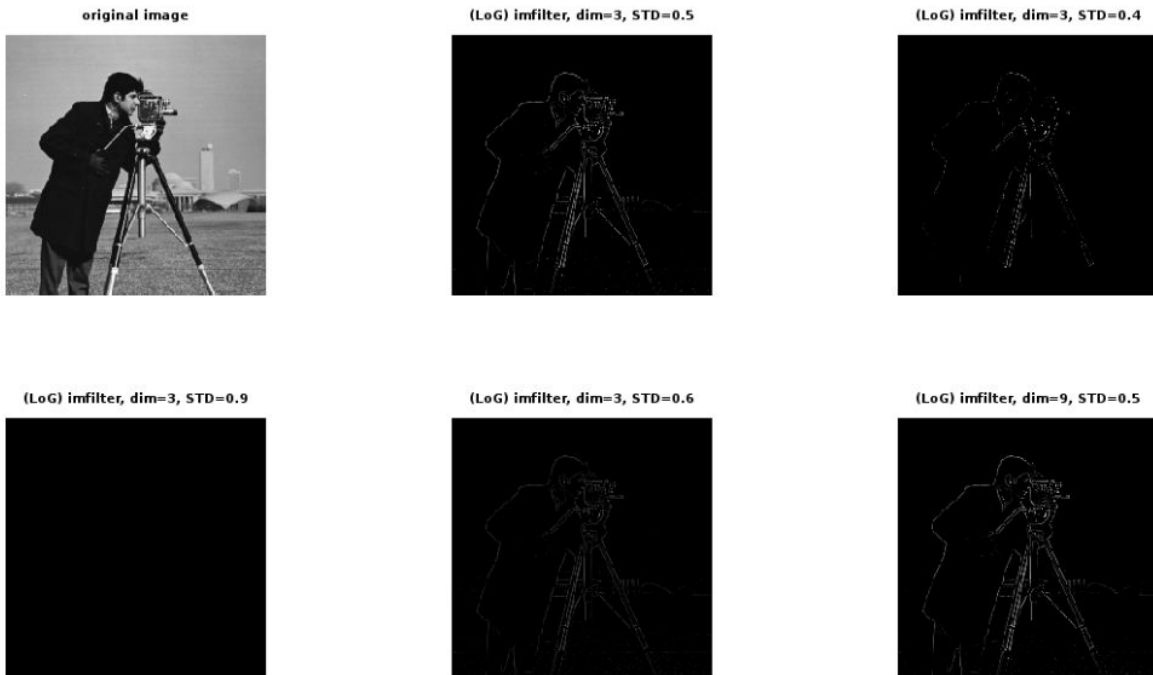 original image
(LoG) imfilter, dim=3, STD=0.5
(LoG) imfilter, dim=3, STD=0.4
(LoG) imfilter, dim=3, STD=0.9
(LoG) imfilter, dim=3, STD=0.6
(LoG) imfilter, dim=9, STD=0.5